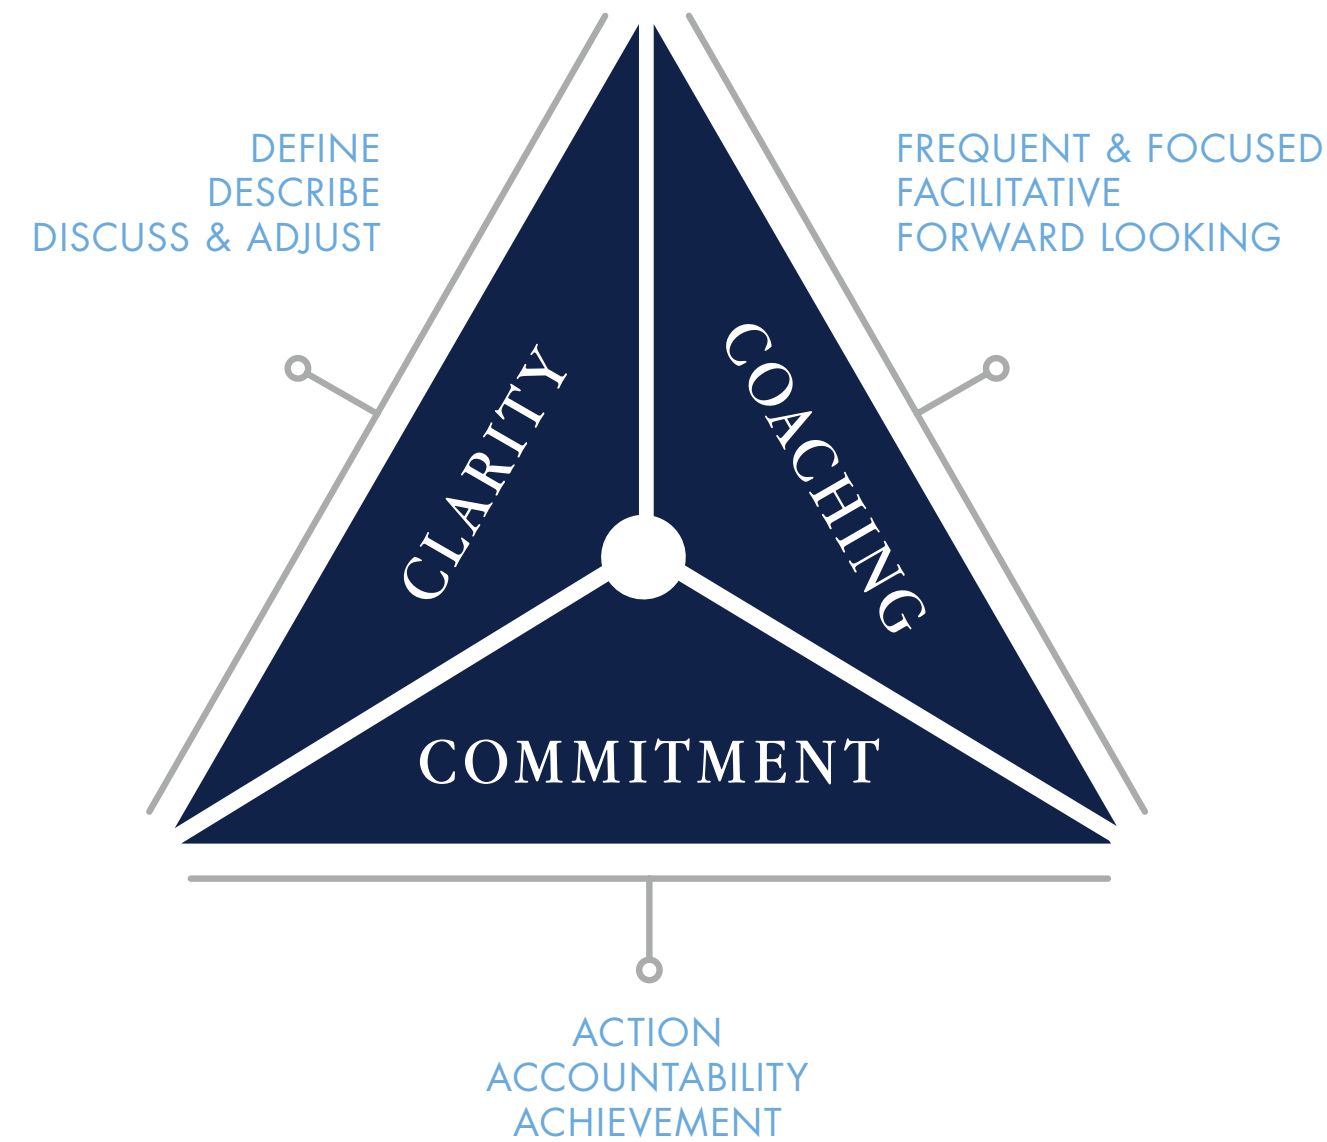 DEFINE
DESCRIBE
DISCUSS & ADJUST
FREQUENT & FOCUSED
FACILITATIVE
FORWARD LOOKING
CLARITY
COACHING
COMMITMENT
ACTION
ACCOUNTABILITY
ACHIEVEMENT